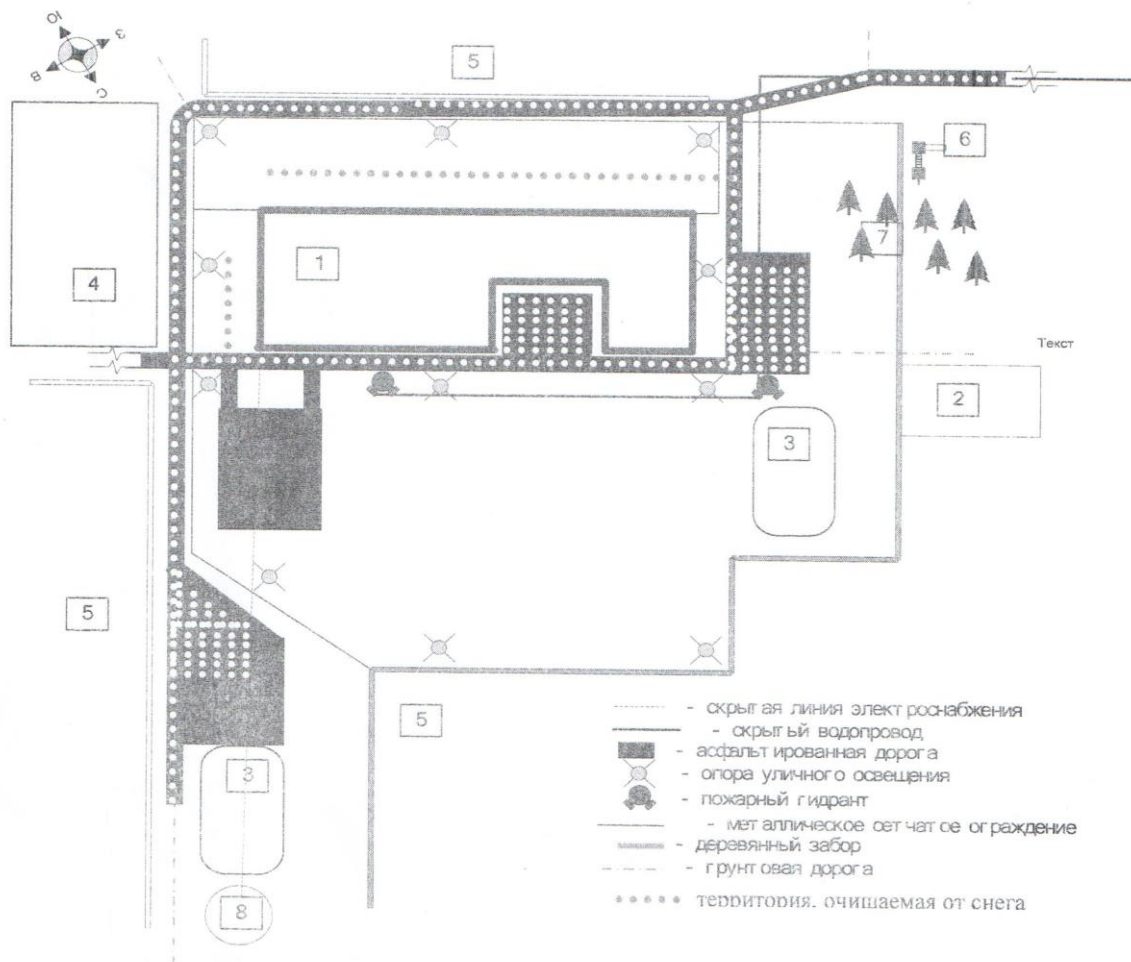 Ю
З
В
С
5
6
7
4
1
Текст
2
3
5
5
3
8
- скрытая линия электроснабжения
- скрытый водопровод
- асфальтированная дорога
- опора уличного освещения
- пожарный гидрант
- металлическое сетчатое ограждение
- деревянный забор
- грунтовая дорога
территория, очищаемая от снега